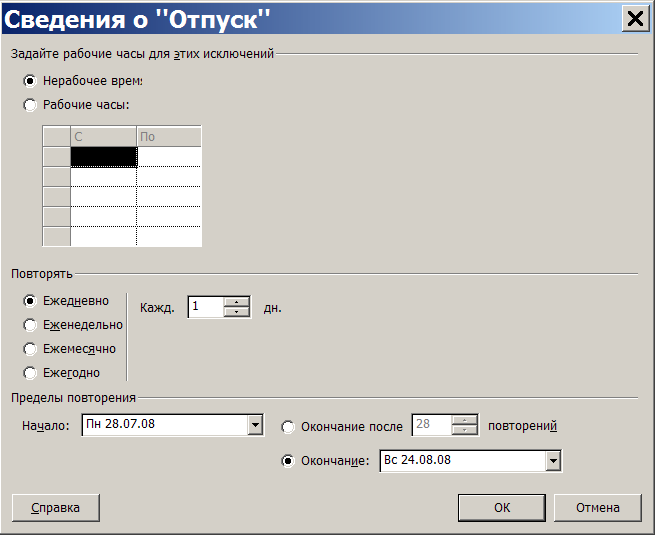 Сведения о "Отпуск"
Задайте рабочие часы для этих исключений
Нерабочее врем
Рабочие часы:
С По
Повторять
Ежедневно
Еженедельно
Ежемесячно
Ежегодно
Кажд. 1 дн.
Пределы повторения
Начало: Пн 28.07.08
Окончание после 28 повторений
Окончание: Вс 24.08.08
Справка ОК Отмена